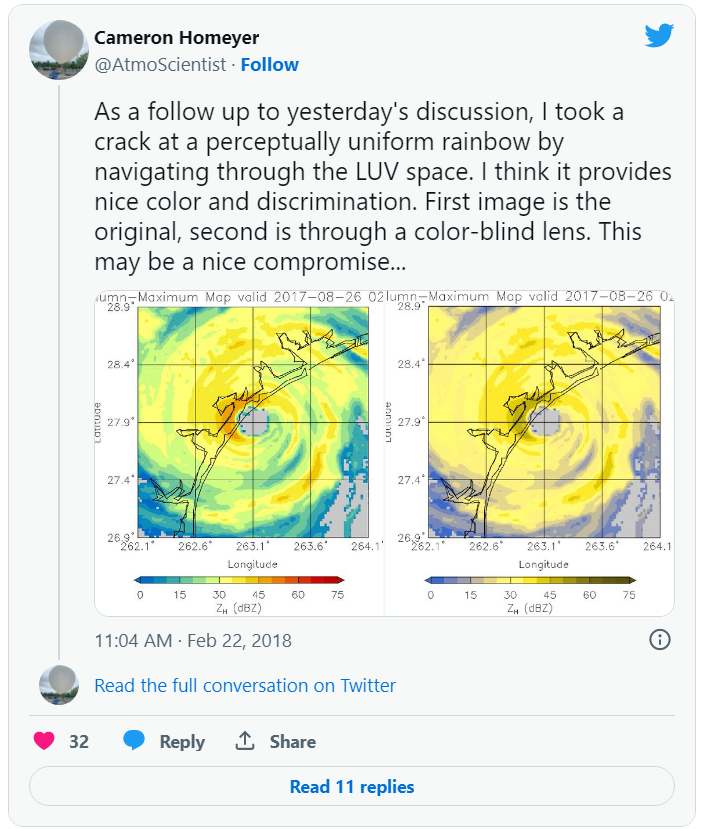 Cameron Homeyer
@AtmoScientist · Follow
As a follow up to yesterday's discussion, I took a
crack at a perceptually uniform rainbow by
navigating through the LUV space. I think it provides
nice color and discrimination. First image is the
original, second is through a color-blind lens. This
may be a nice compromise...
umn-Maximum Map valid 2017-08-26 02
lumn-Maximum Map valid 2017-08-26 02
28.9°
28.4°
27.9°
27.4°
26.9°
Latitude
262.1° 262.6° 263.1° 263.6° 264.1°
Longitude
0 15 30 45 60 75
Z_H (dBZ)
28.9°
28.4°
27.9°
27.4°
26.9°
Latitude
262.1° 262.6° 263.1° 263.6° 264.1
Longitude
0 15 30 45 60 75
Z_H (dBZ)
11:04 AM · Feb 22, 2018
Read the full conversation on Twitter
32 Reply Share
Read 11 replies